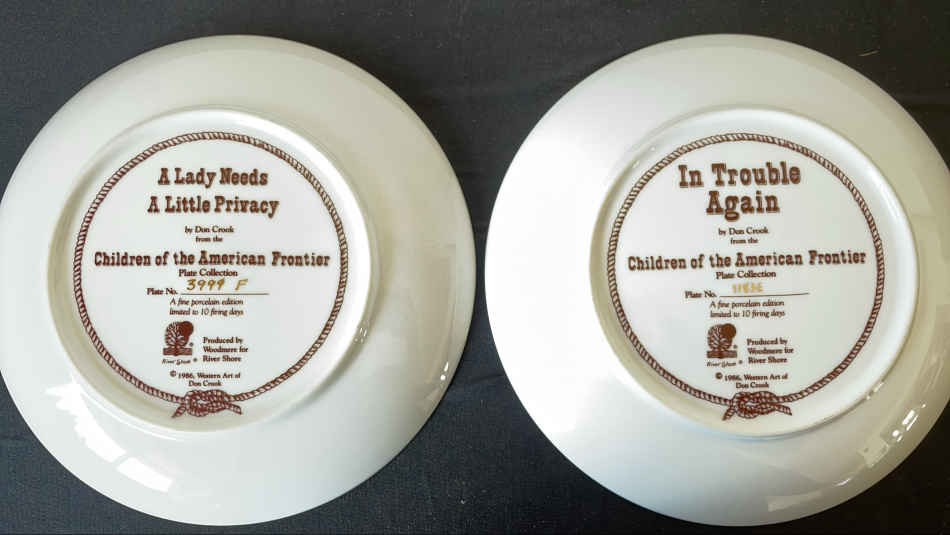 A Lady Needs
A Little Privacy
by Don Crook
from the
Children of the American Frontier
Plate Collection
Plate No. 3999 F
A fine porcelain edition
limited to 10 firing days
River Shore ®
Produced by
Woodmere for
River Shore
© 1986, Western Art of
Don Crook
In Trouble
Again
by Don Crook
from the
Children of the American Frontier
Plate Collection
Plate No.
A fine porcelain edition
limited to 10 firing days
River Shore ®
Produced by
Woodmere for
River Shore
© 1986, Western Art of
Don Crook